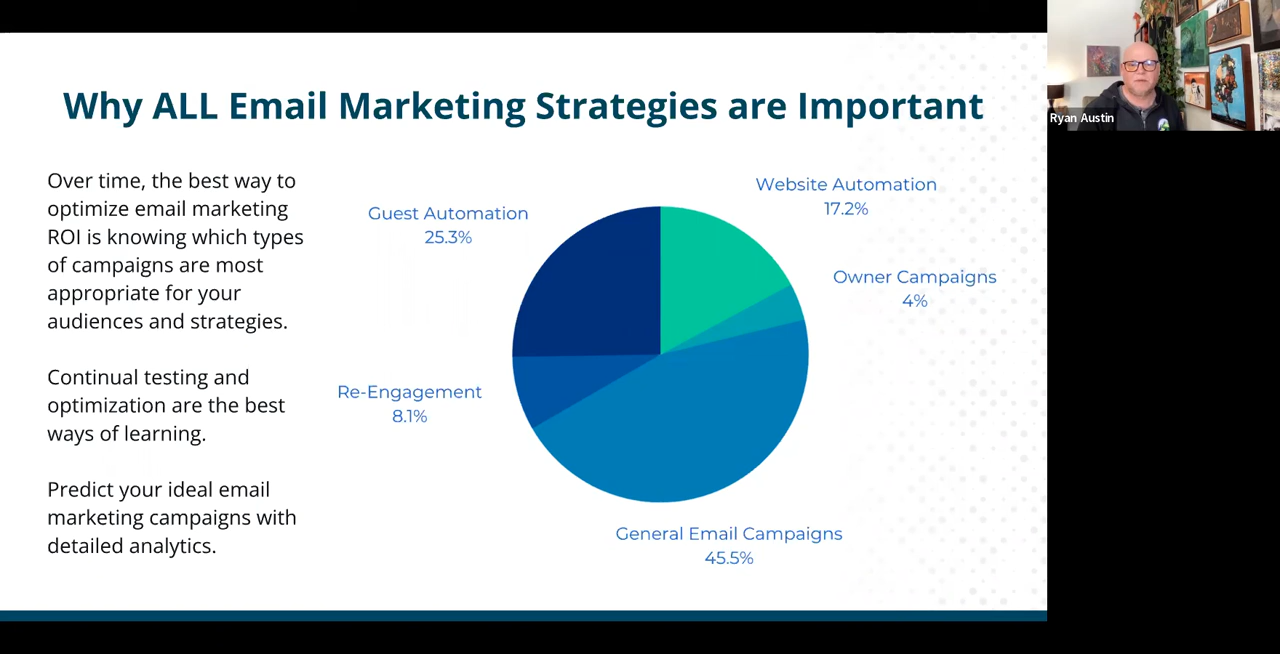 Why ALL Email Marketing Strategies are Important
Over time, the best way to
optimize email marketing
ROI is knowing which types
of campaigns are most
appropriate for your
audiences and strategies.
Continual testing and
optimization are the best
ways of learning.
Predict your ideal email
marketing campaigns with
detailed analytics.
Guest Automation
25.3%
Website Automation
17.2%
Owner Campaigns
4%
Re-Engagement
8.1%
General Email Campaigns
45.5%
Ryan Austin